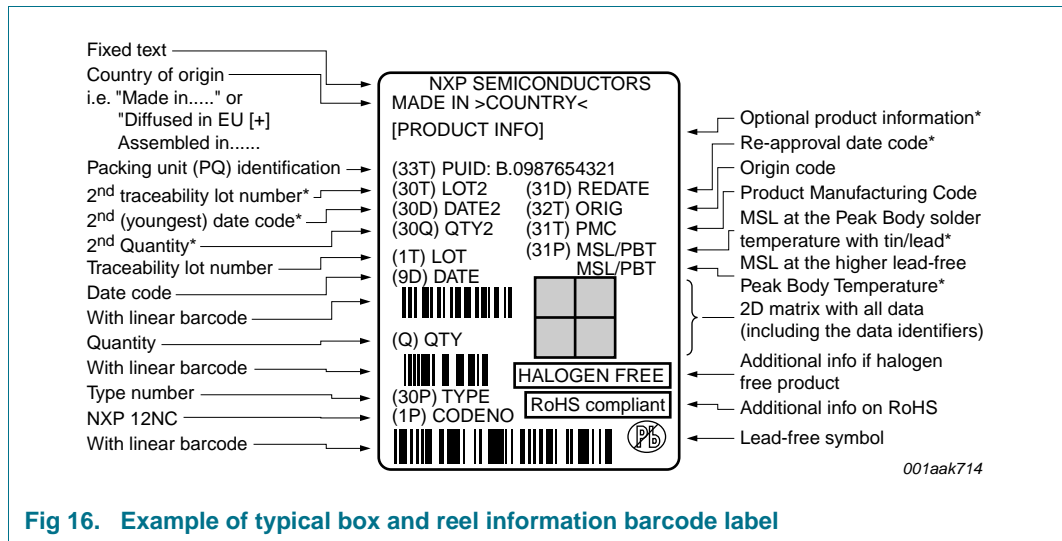 Fixed text
Country of origin
i.e. "Made in....." or
"Diffused in EU [+]
Assembled in......
Packing unit (PQ) identification
2nd traceability lot number*
2nd (youngest) date code*
2nd Quantity*
Traceability lot number
Date code
With linear barcode
Quantity
With linear barcode
Type number
NXP 12NC
With linear barcode
NXP SEMICONDUCTORS
MADE IN >COUNTRY<
[PRODUCT INFO]
(33T) PUID: B.0987654321
(30T) LOT2 (31D) REDATE
(30D) DATE2 (32T) ORIG
(30Q) QTY2 (31T) PMC
(31P) MSL/PBT
(1T) LOT MSL/PBT
(9D) DATE
(Q) QTY
HALOGEN FREE
(30P) TYPE
RoHS compliant
(1P) CODENO
Pb
Optional product information*
Re-approval date code*
Origin code
Product Manufacturing Code
MSL at the Peak Body solder
temperature with tin/lead*
MSL at the higher lead-free
Peak Body Temperature*
2D matrix with all data
(including the data identifiers)
Additional info if halogen
free product
Additional info on RoHS
Lead-free symbol
001aak714
Fig 16. Example of typical box and reel information barcode label